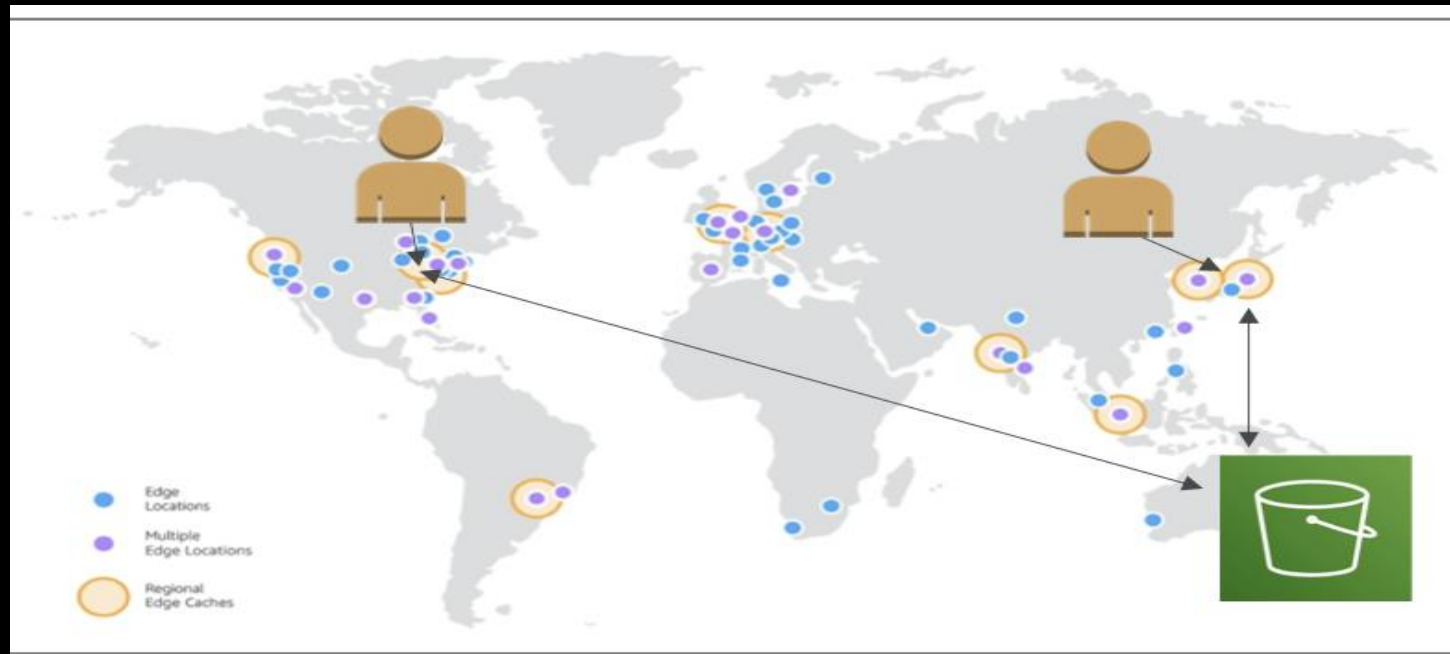 Edge
Locations
Multiple
Edge Locations
Regional
Edge Caches